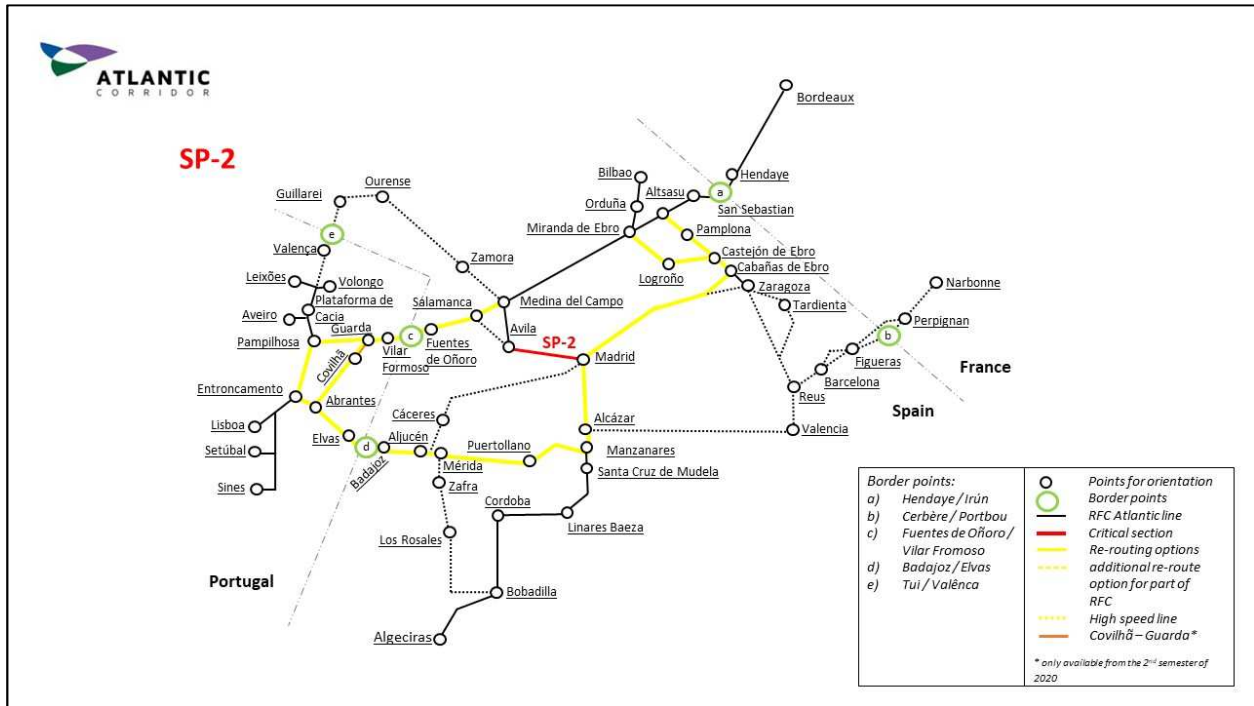 ATLANTIC
CORRIDOR
SP-2
Bordeaux
Hendaye
Bilbao
Altsasu
a
Ourense
Guillarei
Orduña
San Sebastian
e
Miranda de Ebro
Pamplona
Valença
Castejón de Ebro
Zamora
Cabañas de Ebro
Leixões
Volongo
Logroño
Zaragoza
Narbonne
Plataforma de
Cacia
Salamanca
Medina del Campo
Tardienta
Aveiro
Guarda
Avila
Perpignan
Pampilhosa
c
Fuentes
de Oñoro
SP-2
b
Vilar
Formoso
Covilhã
Madrid
Figueras
France
Barcelona
Entroncamento
Abrantes
Reus
Spain
Cáceres
Alcázar
Lisboa
Valencia
Elvas
d
Aljucén
Puertollano
Manzanares
Setúbal
Badajoz
Mérida
Santa Cruz de Mudela
Zafra
Sines
Cordoba
Linares Baeza
Los Rosales
Portugal
Bobadilla
Algeciras
Border points:
a) Hendaye / Irún
b) Cerbère / Portbou
c) Fuentes de Oñoro /
Vilar Fromoso
d) Badajoz / Elvas
e) Tui / Valênca
Points for orientation
Border points
RFC Atlantic line
Critical section
Re-routing options
additional re-route
option for part of
RFC
High speed line
Covilhã – Guarda*
* only available from the 2nd semester of
2020